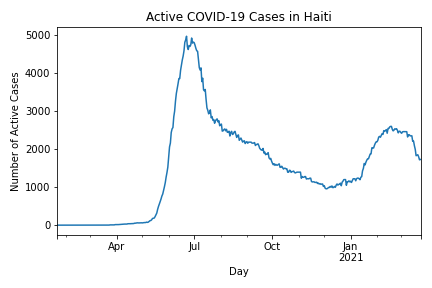 Active COVID-19 Cases in Haiti
Number of Active Cases
5000
4000
3000
2000
1000
0
Apr
Jul
Oct
Jan
2021
Day